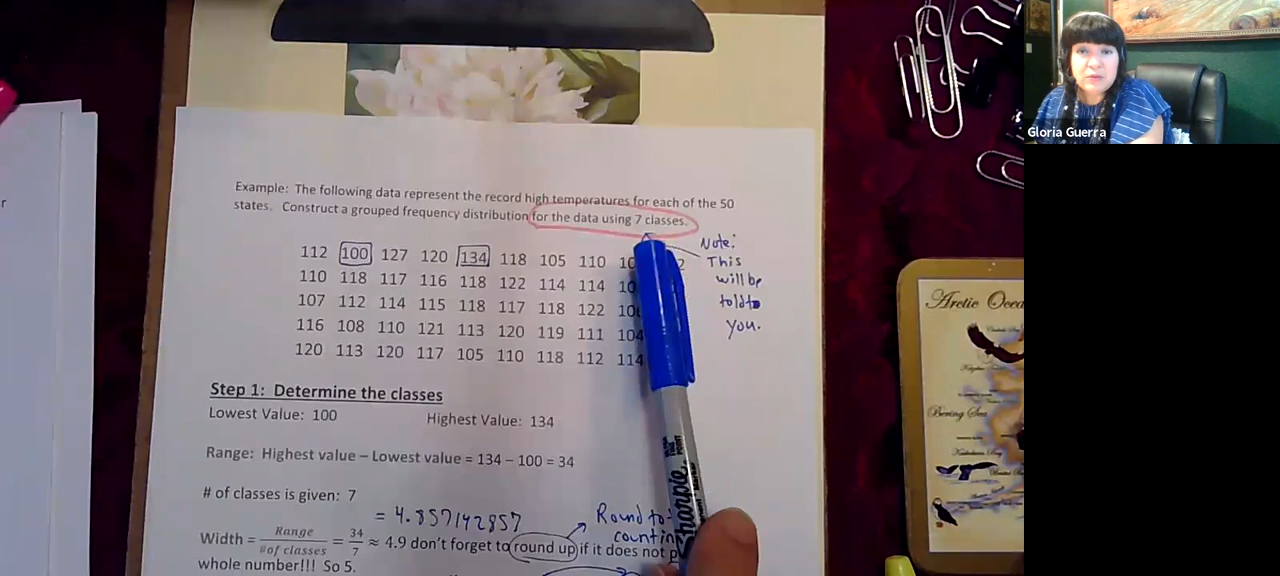 Gloria Guerra
Example: The following data represent the record high temperatures for each of the 50
states. Construct a grouped frequency distribution for the data using 7 classes.
112 100 127 120 134 118 105 110
110 118 117 116 118 122 114 114
107 112 114 115 118 117 118 122
116 108 110 121 113 120 119 111 104
120 113 120 117 105 110 118 112 114
Note:
This
will be
told to
you.
Step 1: Determine the classes
Lowest Value: 100 Highest Value: 134
Range: Highest value – Lowest value = 134 – 100 = 34
# of classes is given: 7
= 4.857142857
Round to
Width = Range/#of classes = 34/7 ≈ 4.9 don't forget to round up if it does not
whole number!!! So 5.
Arctic
Bering Sea